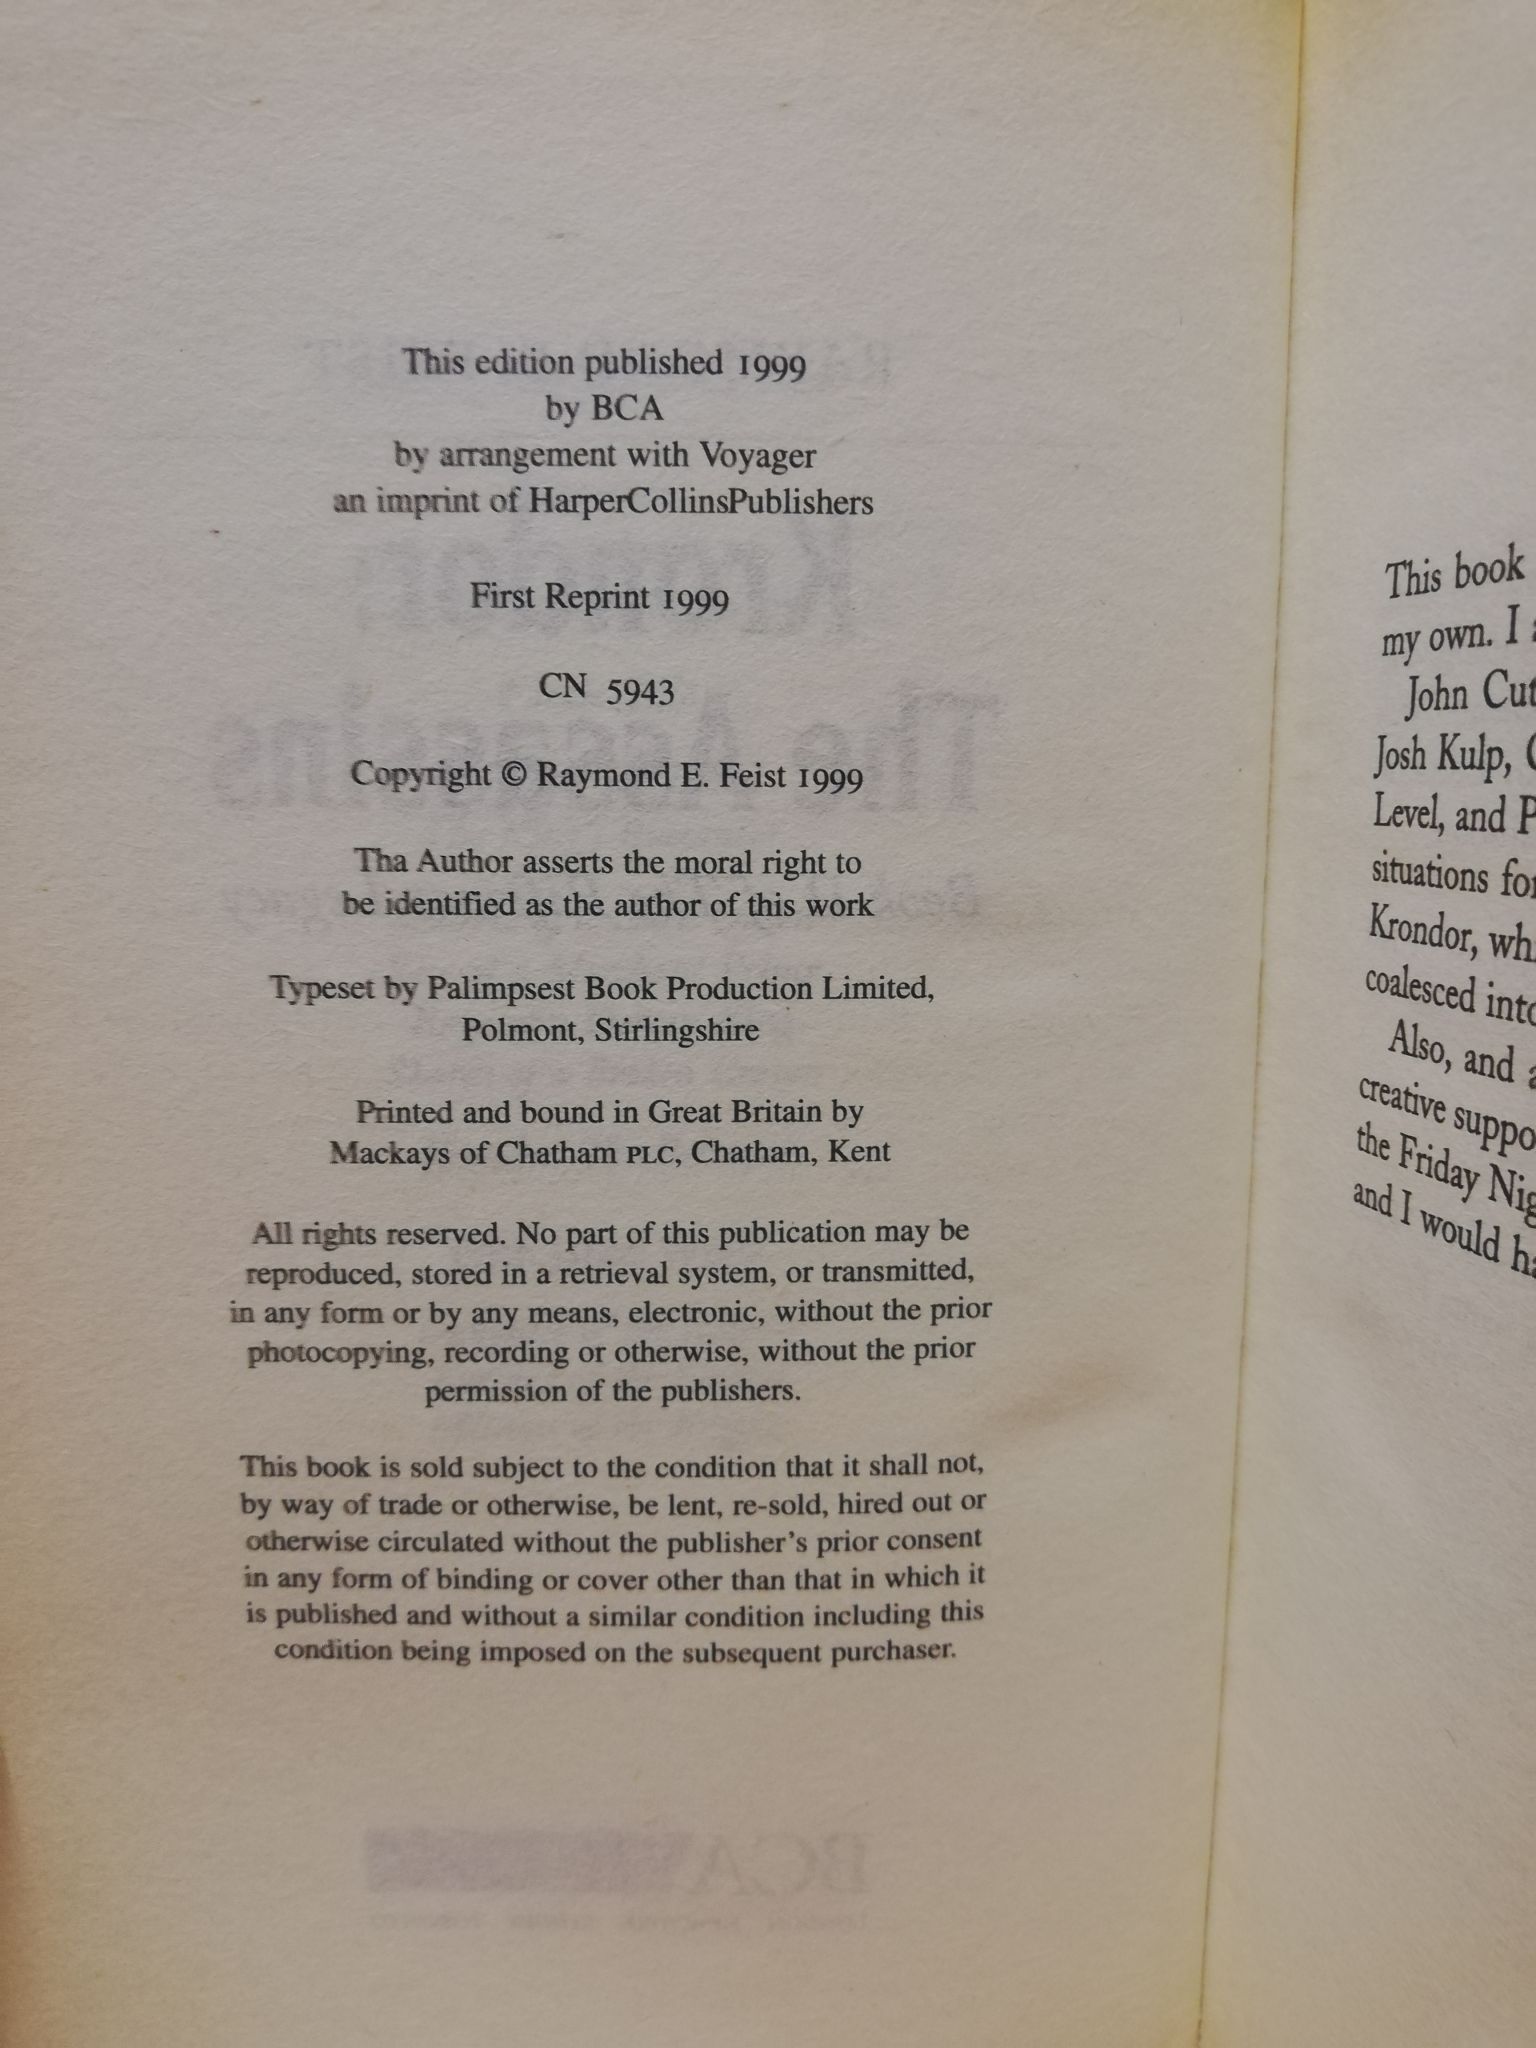 This edition published 1999
by BCA
by arrangement with Voyager
an imprint of HarperCollinsPublishers
First Reprint 1999
CN 5943
Copyright © Raymond E. Feist 1999
Tha Author asserts the moral right to
be identified as the author of this work
Typeset by Palimpsest Book Production Limited,
Polmont, Stirlingshire
Printed and bound in Great Britain by
Mackays of Chatham PLC, Chatham, Kent
All rights reserved. No part of this publication may be
reproduced, stored in a retrieval system, or transmitted,
in any form or by any means, electronic, without the prior
photocopying, recording or otherwise, without the prior
permission of the publishers.
This book is sold subject to the condition that it shall not,
by way of trade or otherwise, be lent, re-sold, hired out or
otherwise circulated without the publisher's prior consent
in any form of binding or cover other than that in which it
is published and without a similar condition including this
condition being imposed on the subsequent purchaser.
This book
my own. I
John Cut
Josh Kulp,
Level, and P
situations for
Krondor, whi
coalesced into
Also, and a
creative suppo
the Friday Nig
and I would ha